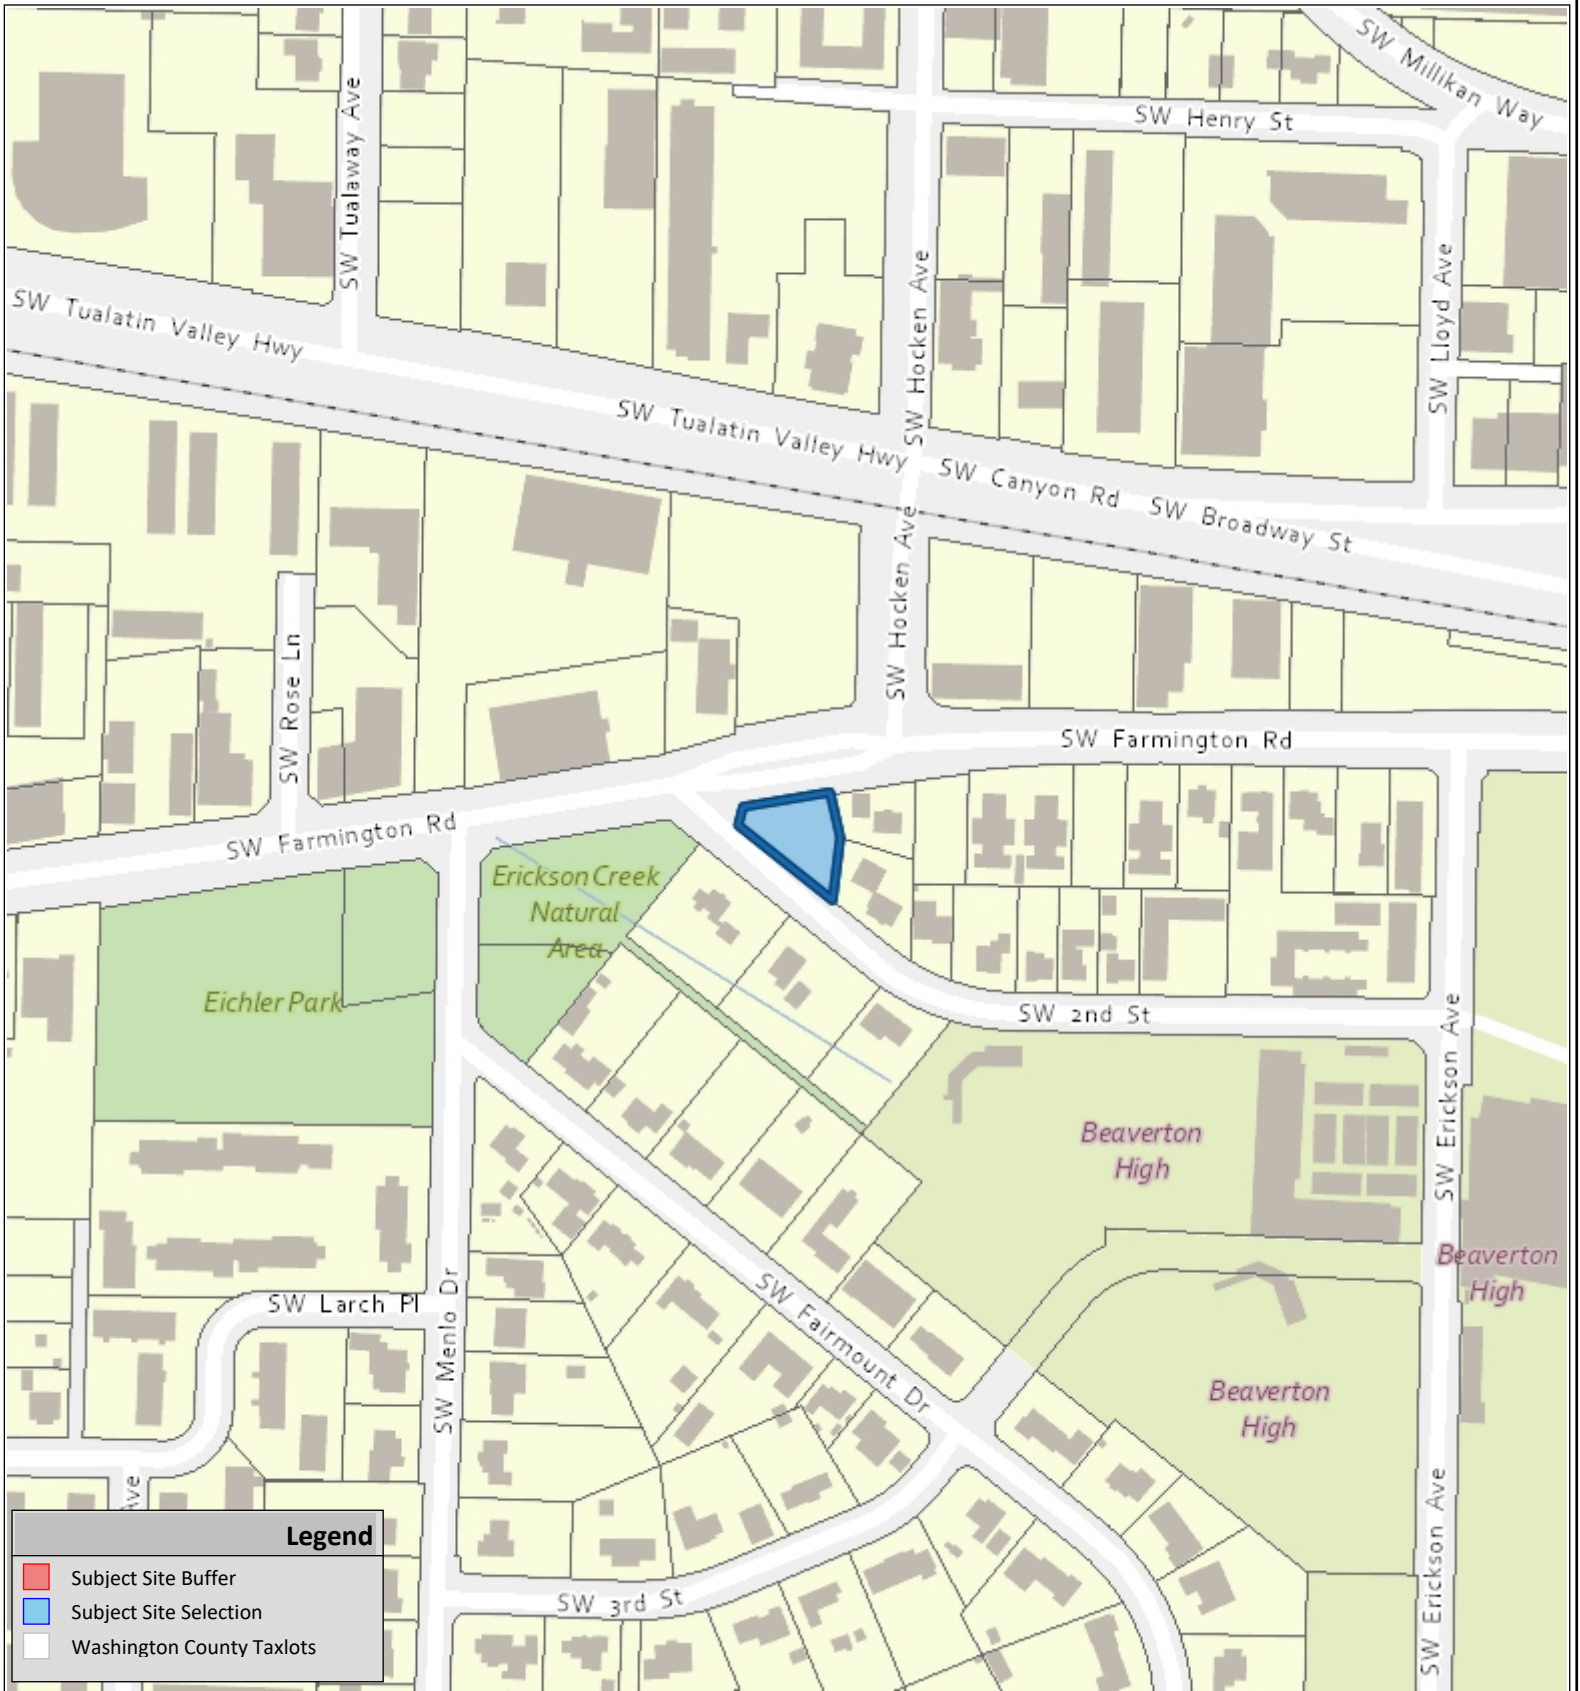 SW Millikan Way
SW Henry St
SW Tualaway Ave
SW Hocken Ave
SW Lloyd Ave
SW Tualatin Valley Hwy
SW Tualatin Valley Hwy
SW Canyon Rd
SW Broadway St
SW Hocken Ave
SW Rose Ln
SW Farmington Rd
SW Farmington Rd
Erickson Creek
Natural
Area
Eichler Park
SW 2nd St
SW Erickson Ave
Beaverton
High
Beaverton
High
SW Larch Pl
SW Menlo Dr
SW Fairmount Dr
Beaverton
High
Ave
SW Erickson Ave
SW 3rd St
Legend
Subject Site Buffer
Subject Site Selection
Washington County Taxlots